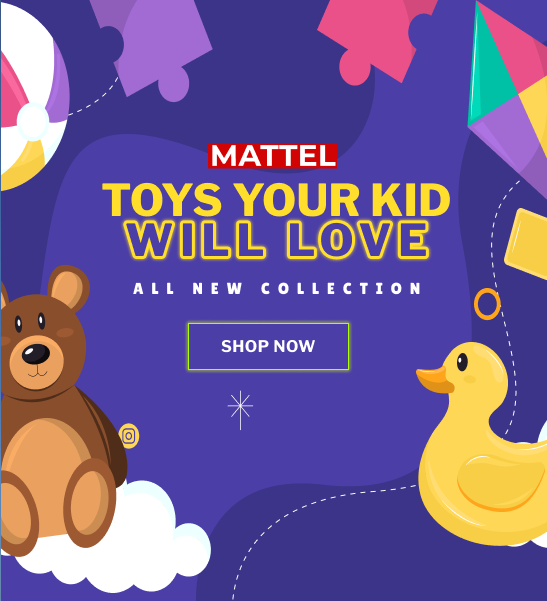 MATTEL
TOYS YOUR KID
WILL LOVE
ALL NEW COLLECTION
SHOP NOW